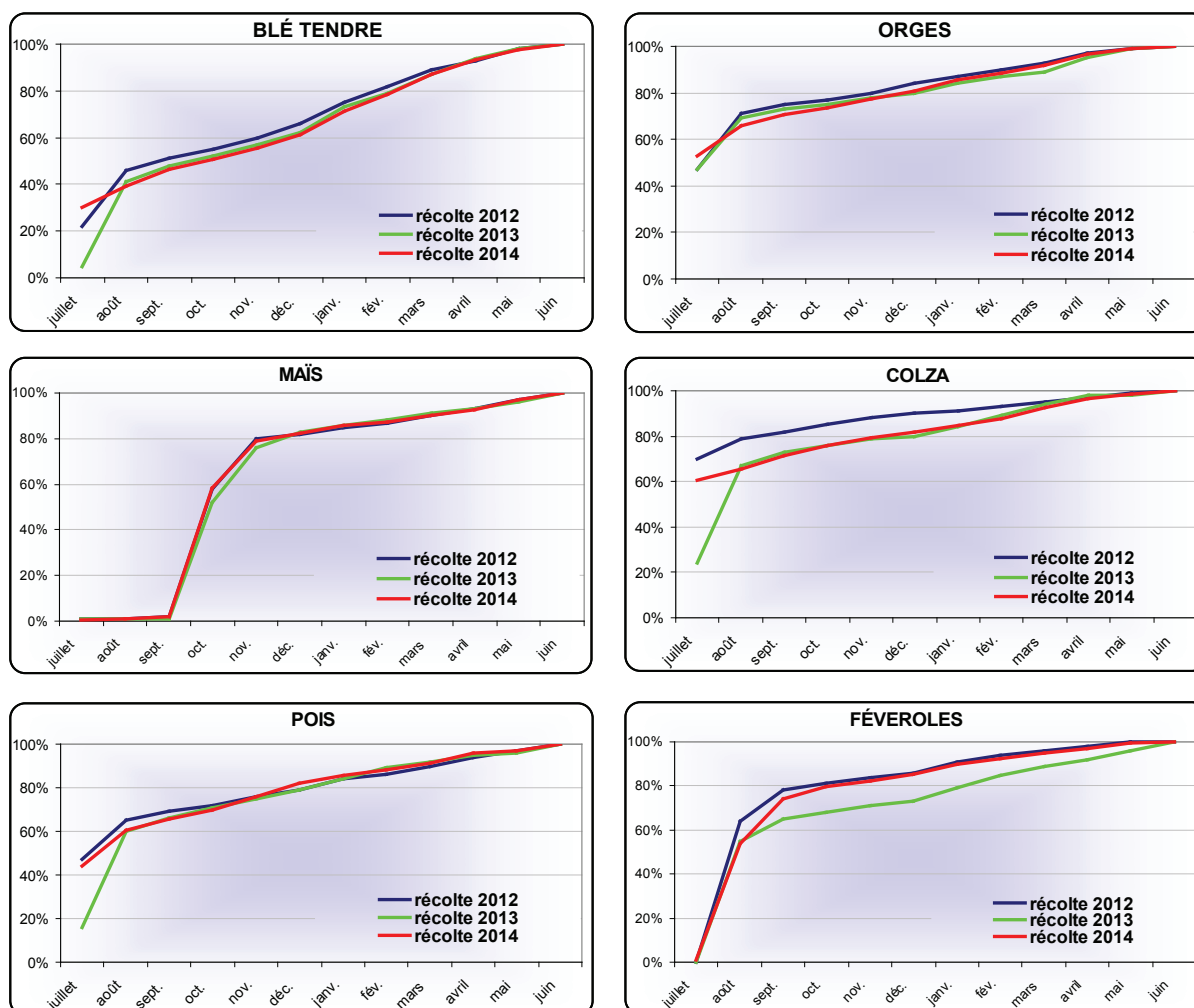 BLÉ TENDRE
100%
80%
60%
40%
20%
0%
récolte 2012
récolte 2013
récolte 2014
juillet août sept. oct. nov. déc. janv. fév. mars avril mai juin
ORGES
100%
80%
60%
40%
20%
0%
récolte 2012
récolte 2013
récolte 2014
juillet août sept. oct. nov. déc. janv. fév. mars avril mai juin
MAÏS
100%
80%
60%
40%
20%
0%
récolte 2012
récolte 2013
récolte 2014
juillet août sept. oct. nov. déc. janv. fév. mars avril mai juin
COLZA
100%
80%
60%
40%
20%
0%
récolte 2012
récolte 2013
récolte 2014
juillet août sept. oct. nov. déc. janv. fév. mars avril mai juin
POIS
100%
80%
60%
40%
20%
0%
récolte 2012
récolte 2013
récolte 2014
juillet août sept. oct. nov. déc. janv. fév. mars avril mai juin
FÉVEROLES
100%
80%
60%
40%
20%
0%
récolte 2012
récolte 2013
récolte 2014
juillet août sept. oct. nov. déc. janv. fév. mars avril mai juin